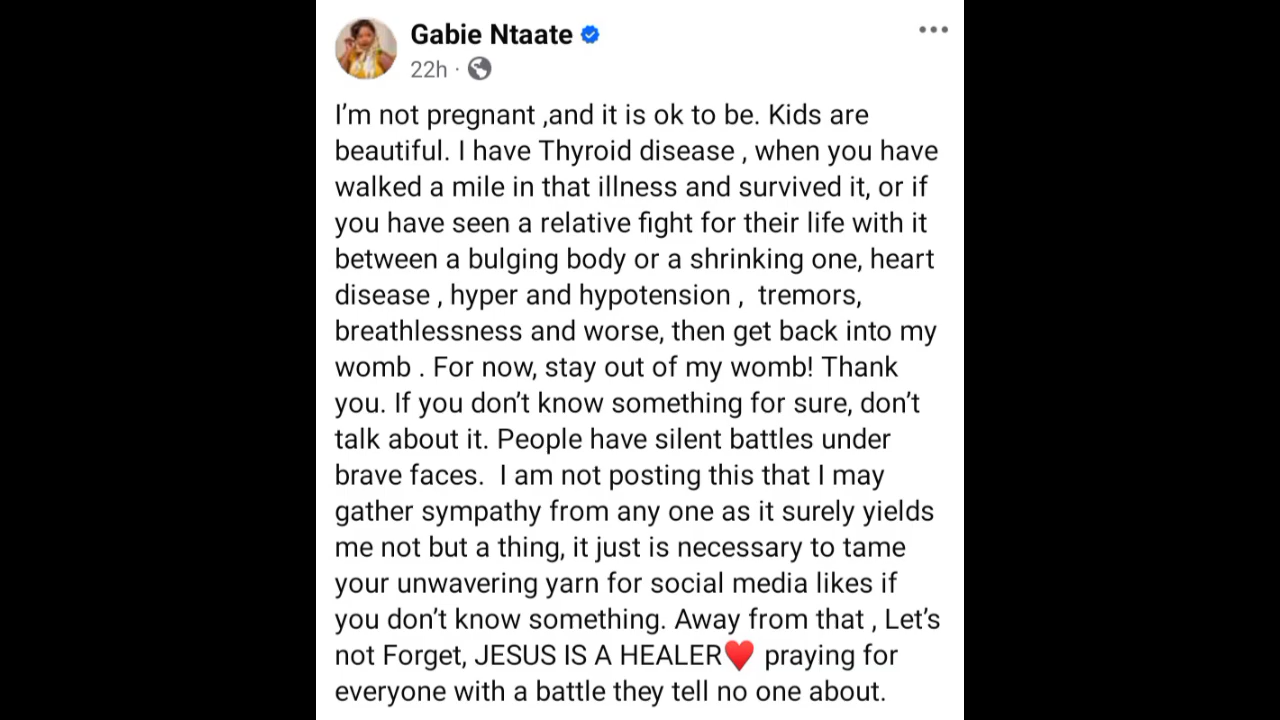 Gabie Ntaate
22h ·
I’m not pregnant ,and it is ok to be. Kids are
beautiful. I have Thyroid disease , when you have
walked a mile in that illness and survived it, or if
you have seen a relative fight for their life with it
between a bulging body or a shrinking one, heart
disease , hyper and hypotension ,  tremors,
breathlessness and worse, then get back into my
womb . For now, stay out of my womb! Thank
you. If you don’t know something for sure, don’t
talk about it. People have silent battles under
brave faces.  I am not posting this that I may
gather sympathy from any one as it surely yields
me not but a thing, it just is necessary to tame
your unwavering yarn for social media likes if
you don’t know something. Away from that , Let’s
not Forget, JESUS IS A HEALER♥️ praying for
everyone with a battle they tell no one about.